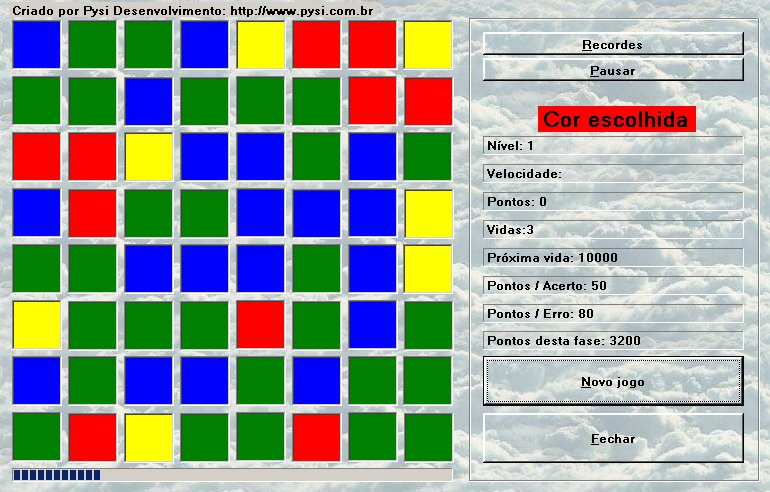 Criado por Pysi Desenvolvimento: http://www.pysi.com.br
Recordes
Pausar
Cor escolhida
Nível: 1
Velocidade:
Pontos: 0
Vidas:3
Próxima vida: 10000
Pontos / Acerto: 50
Pontos / Erro: 80
Pontos desta fase: 3200
Novo jogo
Fechar